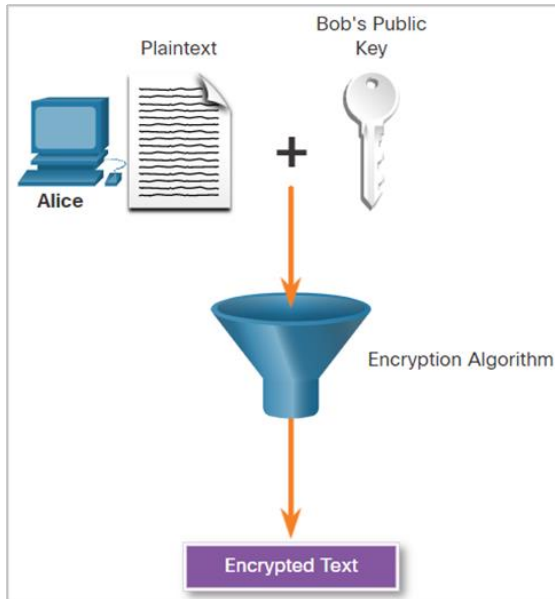 Plaintext
Bob's Public
Key
+
Alice
Encryption Algorithm
Encrypted Text